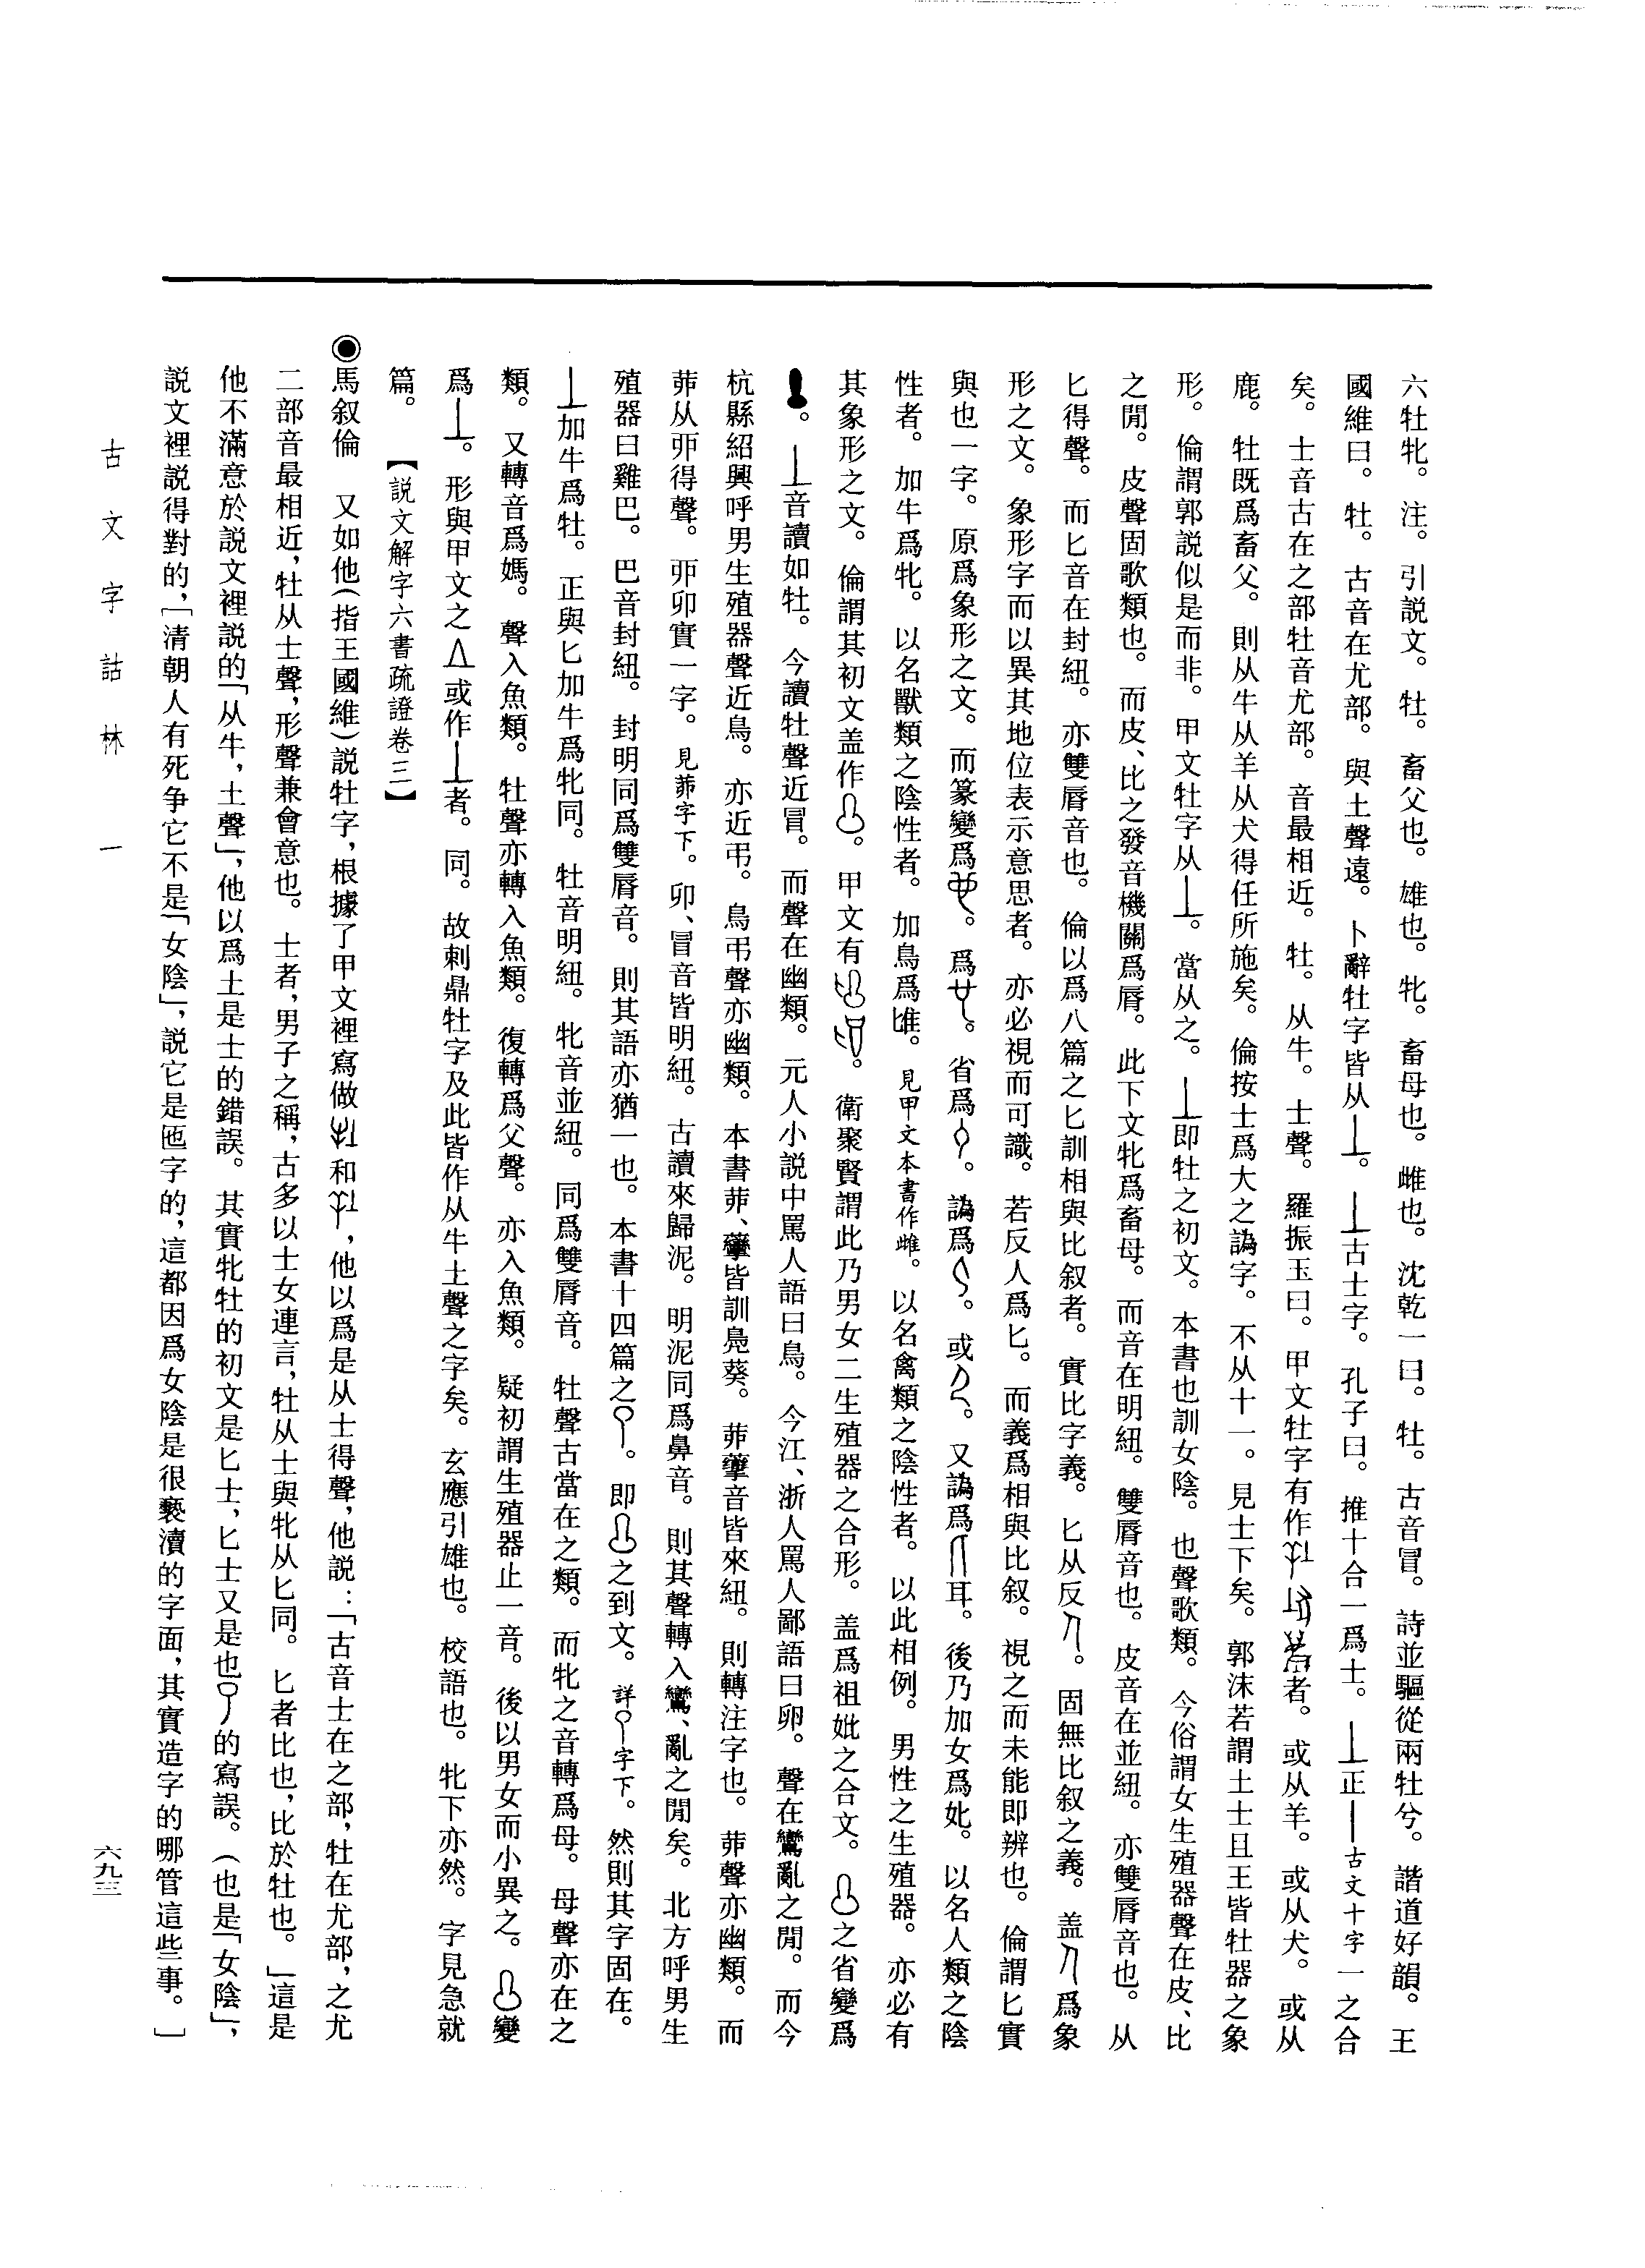 六牡牝。注。引説文。牡。畜父也。雄也。牝。畜母也。雌也。沈乾一曰。牡。古音冒。詩並驅從兩牡兮。諧道好韻。王
國維曰。牡。古音在尤部。與土聲遠。卜辭牡字皆从⊥。⊥古士字。孔子曰。推十合一爲士。⊥正｜古文十字一之合
矣。士音古在之部牡音尤部。音最相近。牡。从牛。士聲。羅振玉曰。甲文牡字有作者。或从羊。或从犬。或从
鹿。牡既爲畜父。則从牛从羊从犬得任所施矣。倫按士爲大之譌字。不从十一。見士下矣。郭沫若謂土士且王皆牡器之象
形。倫謂郭説似是而非。甲文牡字从⊥。當从之。⊥即牡之初文。本書也訓女陰。也聲歌類。今俗謂女生殖器聲在皮、比
之閒。皮聲固歌類也。而皮、比之發音機關爲脣。此下文牝爲畜母。而音在明紐。雙脣音也。皮音在並紐。亦雙脣音也。从
匕得聲。而匕音在封紐。亦雙脣音也。倫以爲八篇之匕訓相與比叙者。實比字義。匕从反。固無比叙之義。盖爲象
形之文。象形字而以異其地位表示意思者。亦必視而可識。若反人爲匕。而義爲相與比叙。視之而未能即辨也。倫謂匕實
與也一字。原爲象形之文。而篆變爲。爲。省爲。譌爲。或。又譌爲耳。後乃加女爲妣。以名人類之陰
性者。加牛爲牝。以名獸類之陰性者。加鳥爲。見甲文本書作雌。以名禽類之陰性者。以此相例。男性之生殖器。亦必有
其象形之文。倫謂其初文盖作。甲文有。衛聚賢謂此乃男女二生殖器之合形。盖爲祖妣之合文。之省變爲
。⊥音讀如牡。今讀牡聲近冒。而聲在幽類。元人小説中罵人語曰鳥。今江、浙人罵人鄙語曰卵。聲在鸞亂之閒。而今
杭縣紹興呼男生殖器聲近鳥。亦近弔。鳥弔聲亦幽類。本書茆、皆訓鳧葵。茆音皆來紐。則轉注字也。茆聲亦幽類。而
茆从丣得聲。丣卯實一字。見茆字下。卯、冒音皆明紐。古讀來歸泥。明泥同爲鼻音。則其聲轉入鸞、亂之閒矣。北方呼男生
殖器曰雞巴。巴音封紐。封明同爲雙脣音。則其語亦猶一也。本書十四篇之。即之到文。詳字下。然則其字固在。
⊥加牛爲牡。正與匕加牛爲牝同。牡音明紐。牝音並紐。同爲雙脣音。牡聲古當在之類。而牝之音轉爲母。母聲亦在之
類。又轉音爲媽。聲入魚類。牡聲亦轉入魚類。復轉爲父聲。亦入魚類。疑初謂生殖器止一音。後以男女而小異之。變
爲⊥。形與甲文之或作⊥者。同。故剌鼎牡字及此皆作从牛土聲之字矣。玄應引雄也。校語也。牝下亦然。字見急就
篇。【説文解字六書疏證卷三】
◉馬叙倫　又如他（指王國維）説牡字，根據了甲文裡寫做和，他以爲是从士得聲，他説：「古音士在之部，牡在尤部，之尤
二部音最相近，牡从士聲，形聲兼會意也。士者，男子之稱，古多以士女連言，牡从士與牝从匕同。匕者比也，比於牡也。」這是
他不滿意於説文裡説的「从牛，土聲」，他以爲土是士的錯誤。其實牝牡的初文是匕士，匕士又是也的寫誤。（也是「女陰」，
説文裡説得對的，「清朝人有死争它不是「女陰」，説它是匜字的，這都因爲女陰是很褻瀆的字面，其實造字的哪管這些事。」
古文字詁林　一
六九三